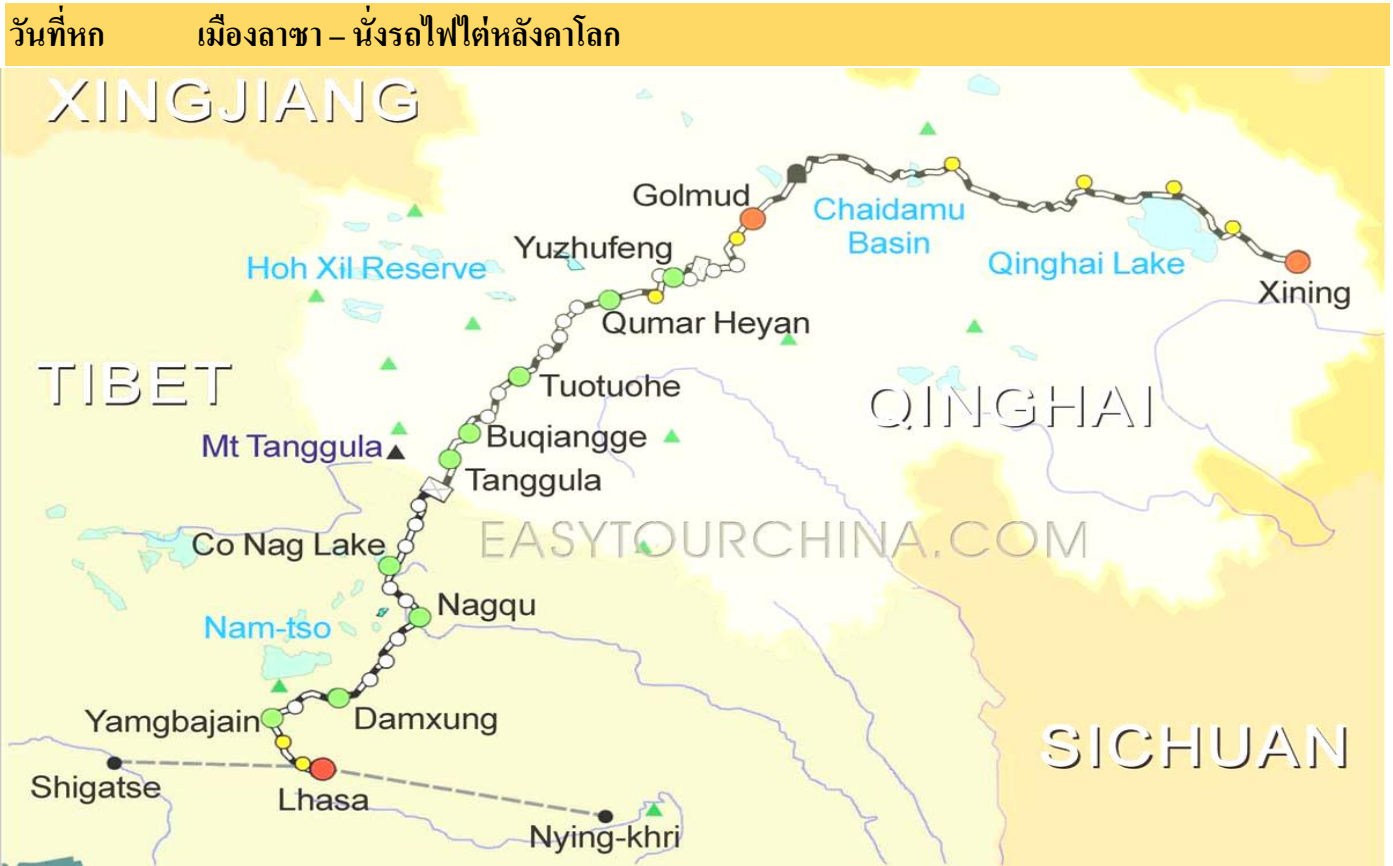 วันที่หก เมืองลาซา – นั่งรถไฟไต่หลังคาโลก
XINGJIANG
Golmud
Chaidamu
Basin
Yuzhufeng
Hoh Xil Reserve
Qinghai Lake
Xining
Qumar Heyan
TIBET
Tuotuohe
QINGHAI
Mt Tanggula
Buqiangge
Tanggula
EASYTOURCHINA.COM
Co Nag Lake
Nagqu
Nam-tso
Yamgbajain
Damxung
SICHUAN
Shigatse
Lhasa
Nying-khri